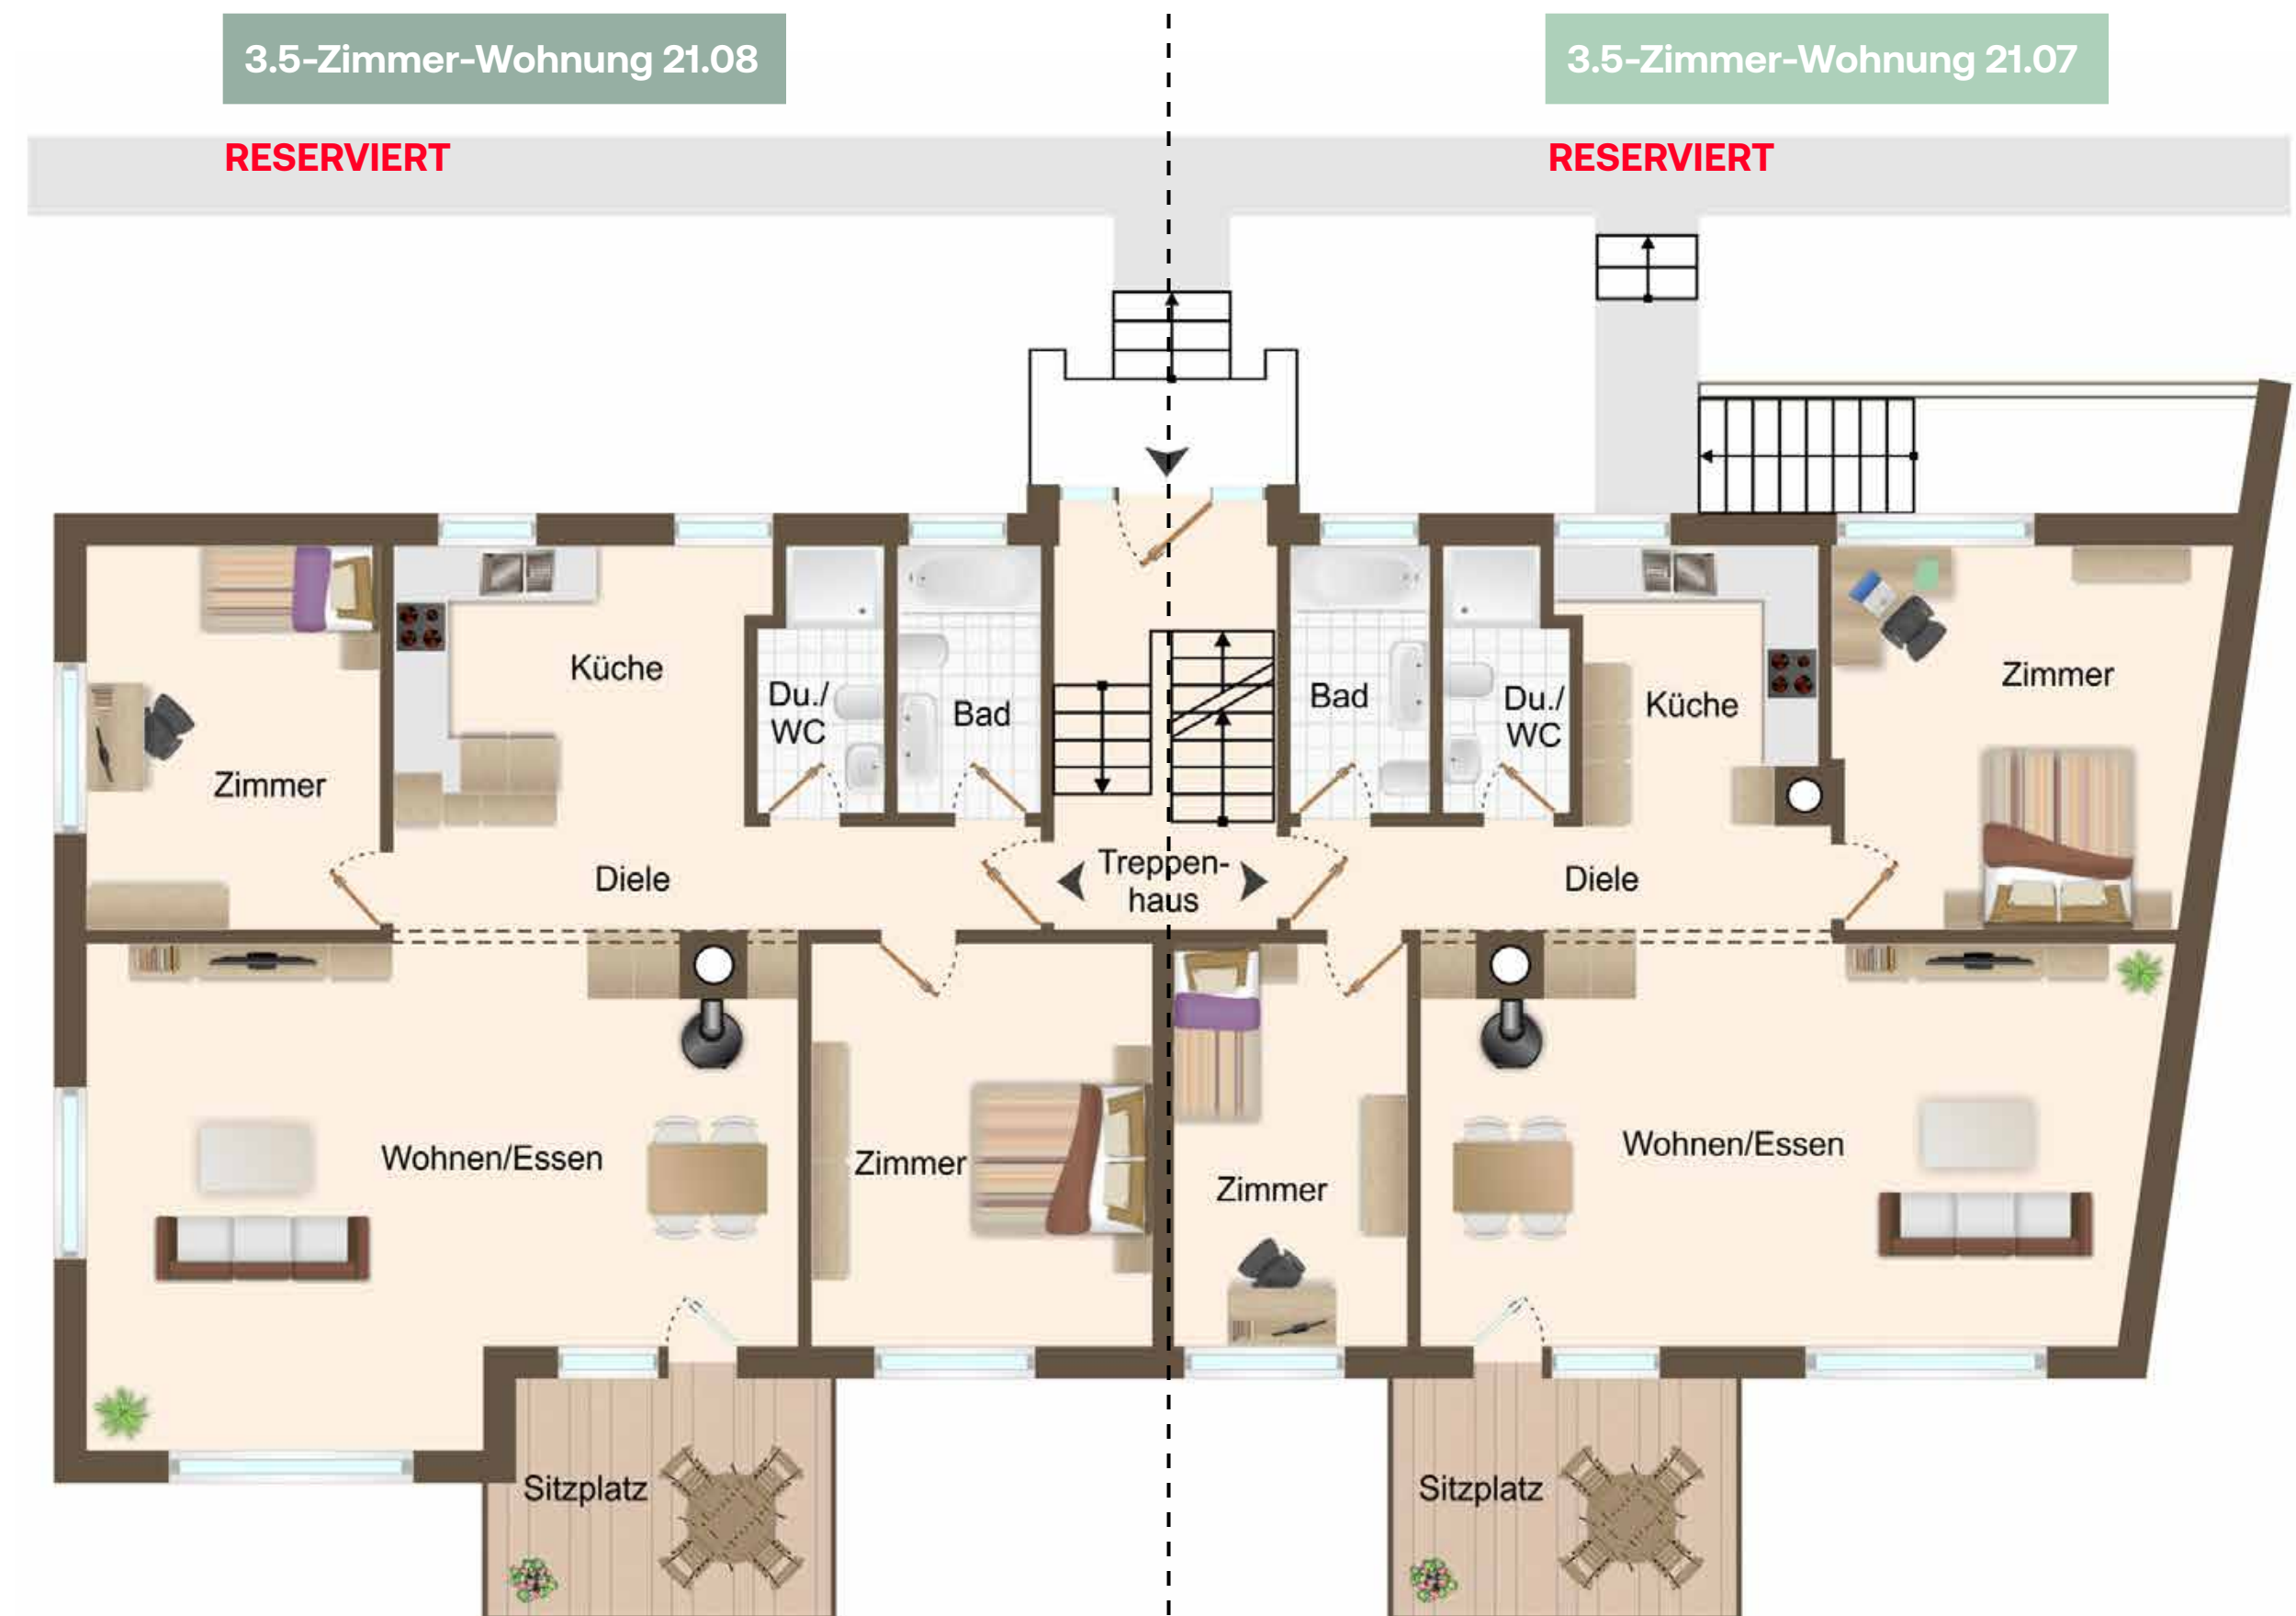 3.5-Zimmer-Wohnung 21.08
3.5-Zimmer-Wohnung 21.07
RESERVIERT
RESERVIERT
Küche
Zimmer
Du./
WC
Bad
Bad
Du./
WC
Küche
Zimmer
Zimmer
Diele
Treppen-
haus
Diele
Wohnen/Essen
Zimmer
Zimmer
Wohnen/Essen
Sitzplatz
Sitzplatz